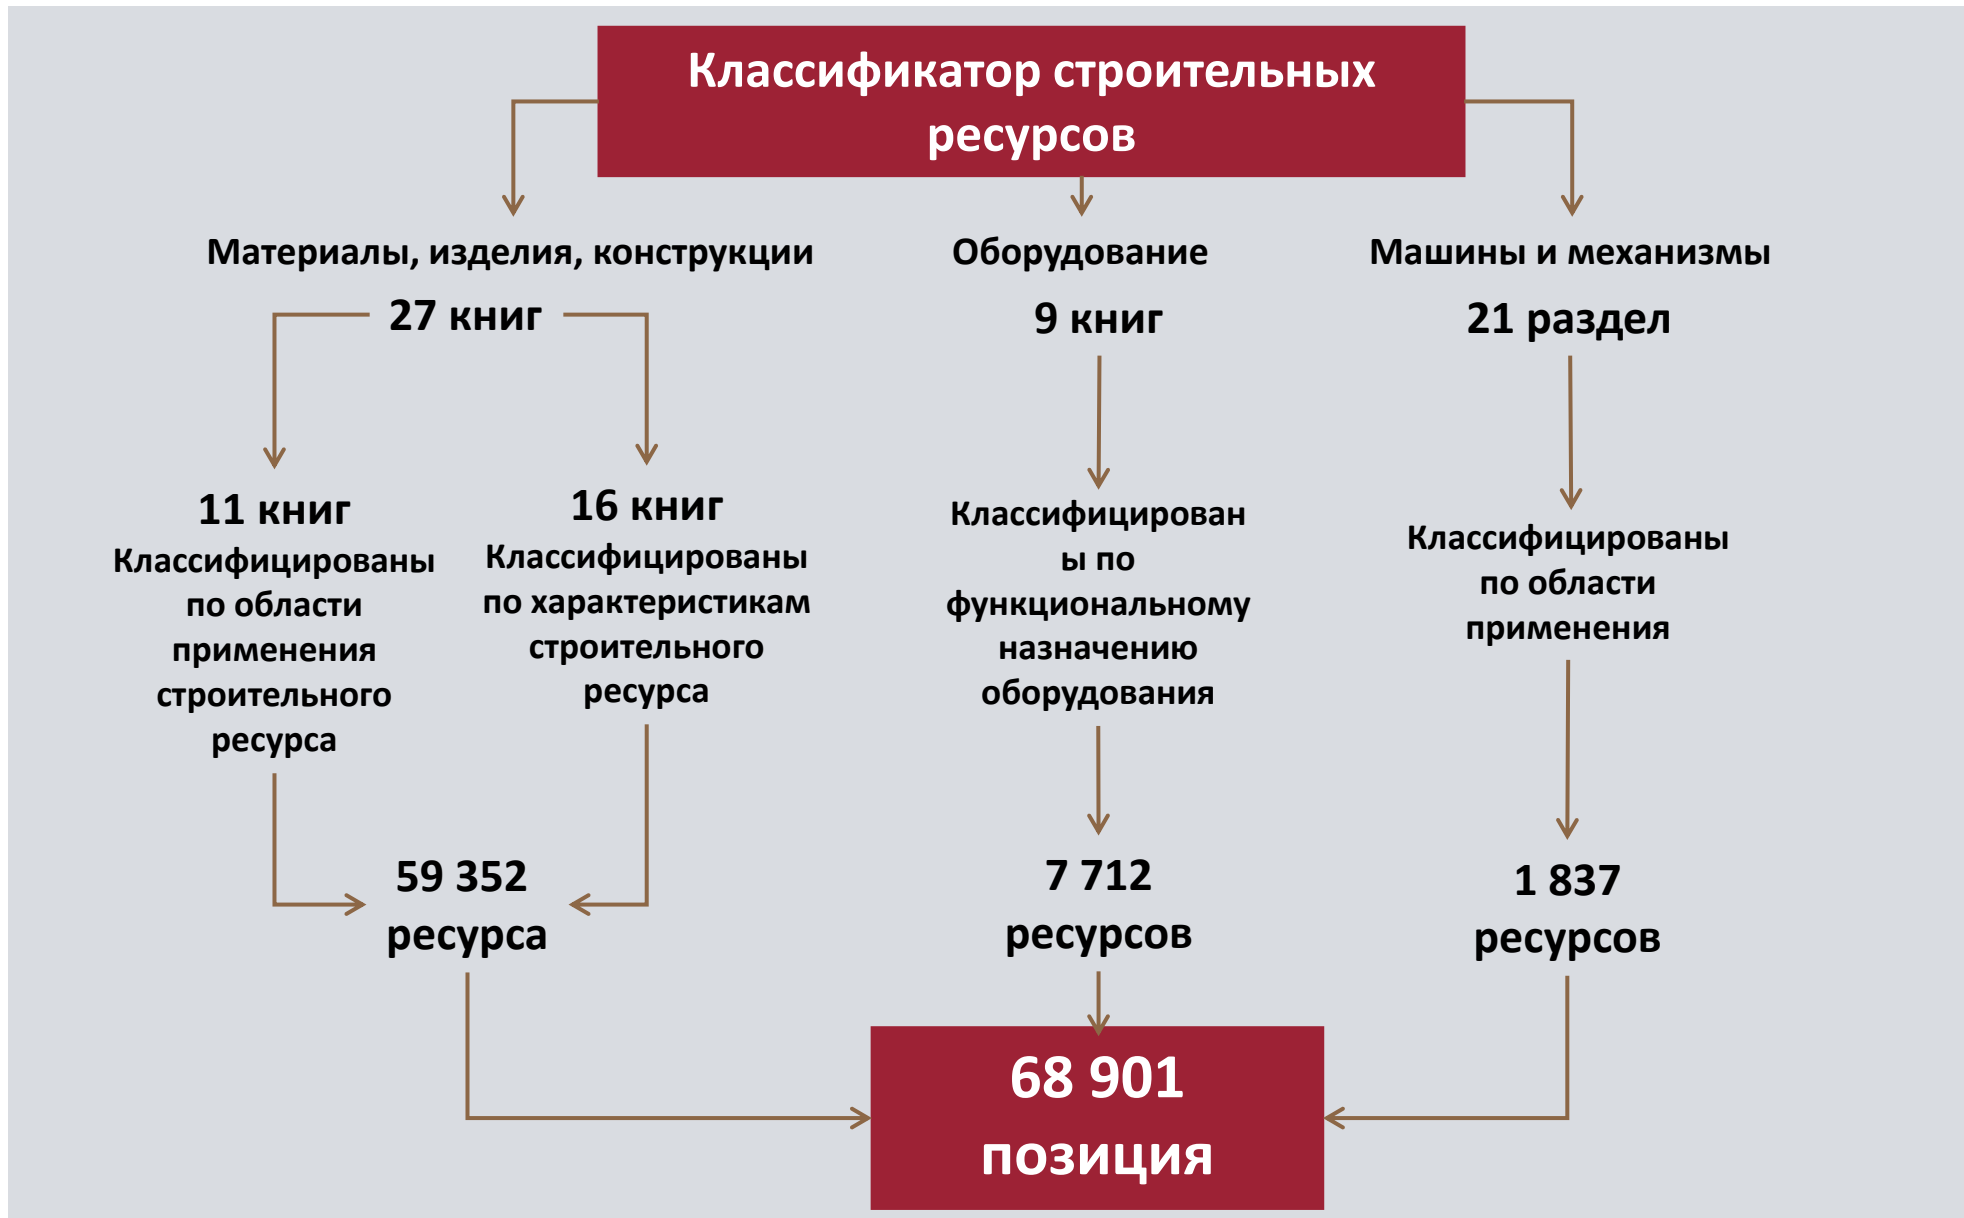 Классификатор строительных
ресурсов
Материалы, изделия, конструкции
27 книг
11 книг
Классифицированы
по области
применения
строительного
ресурса
16 книг
Классифицированы
по характеристикам
строительного
ресурса
59 352
ресурса
Оборудование
9 книг
Классифицирован
ы по
функциональному
назначению
оборудования
7 712
ресурсов
Машины и механизмы
21 раздел
Классифицированы
по области
применения
1 837
ресурсов
68 901
позиция